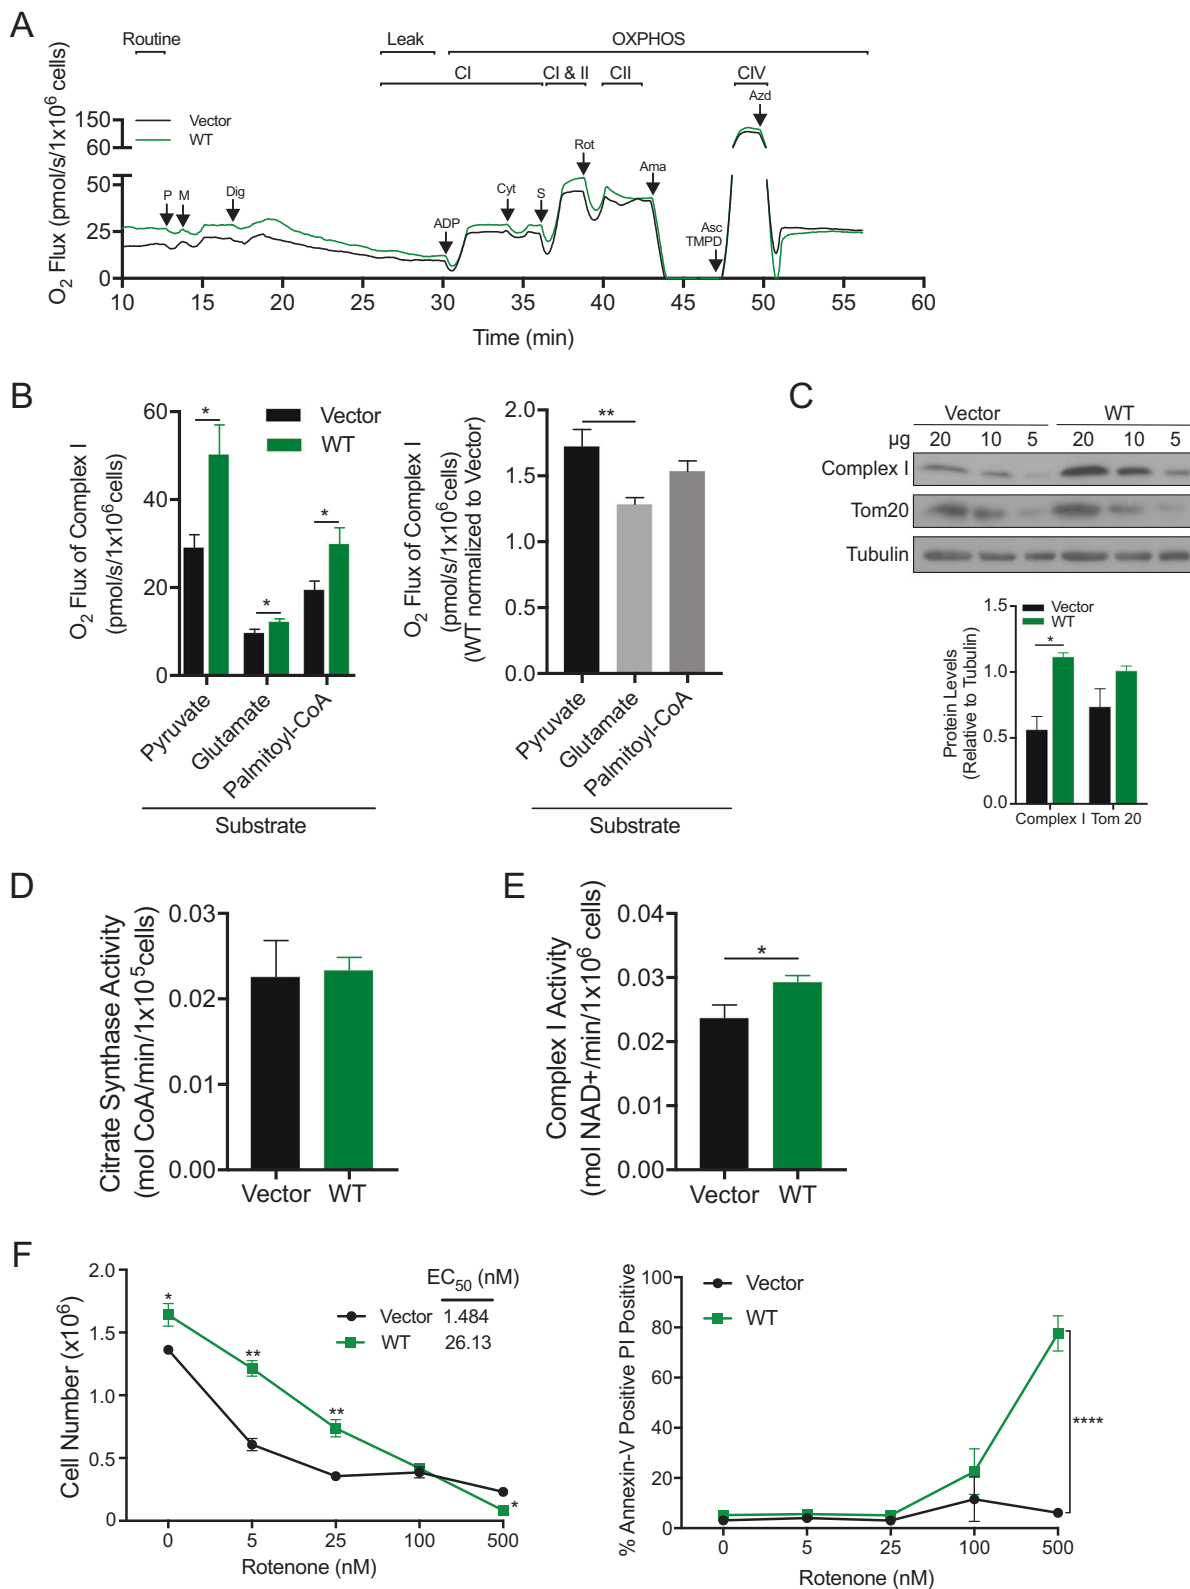 A
Routine
Leak
OXPHOS
CI
CI & II
CII
CIV
O2 Flux (pmol/s/1x10^6 cells)
150
60
50
25
0
Vector
WT
P
M
Dig
ADP
Cyt
S
Rot
Ama
Asc
TMPD
Azd
10 15 20 25 30 35 40 45 50 55 60
Time (min)
B
O2 Flux of Complex I
(pmol/s/1x10^6cells)
60
40
20
0
Vector
WT
*
*
*
Pyruvate
Glutamate
Palmitoyl-CoA
Substrate
O2 Flux of Complex I
(pmol/s/1x10^6cells)
(WT normalized to Vector)
2.0
1.5
1.0
0.5
0.0
**
Pyruvate
Glutamate
Palmitoyl-CoA
Substrate
C
Vector WT
µg 20 10 5 20 10 5
Complex I
Tom20
Tubulin
Protein Levels
(Relative to Tubulin)
1.5
1.0
0.5
0.0
Vector
WT
*
Complex I Tom 20
D
Citrate Synthase Activity
(mol CoA/min/1x10^5cells)
0.03
0.02
0.01
0.00
Vector WT
E
Complex I Activity
(mol NAD+/min/1x10^6 cells)
0.04
0.03
0.02
0.01
0.00
*
Vector WT
F
Cell Number (x10^6)
2.0
1.5
1.0
0.5
0
*
**
**
*
EC50 (nM)
Vector 1.484
WT 26.13
0 5 25 100 500
Rotenone (nM)
% Annexin-V Positive PI Positive
100
80
60
40
20
0
Vector
WT
****
0 5 25 100 500
Rotenone (nM)